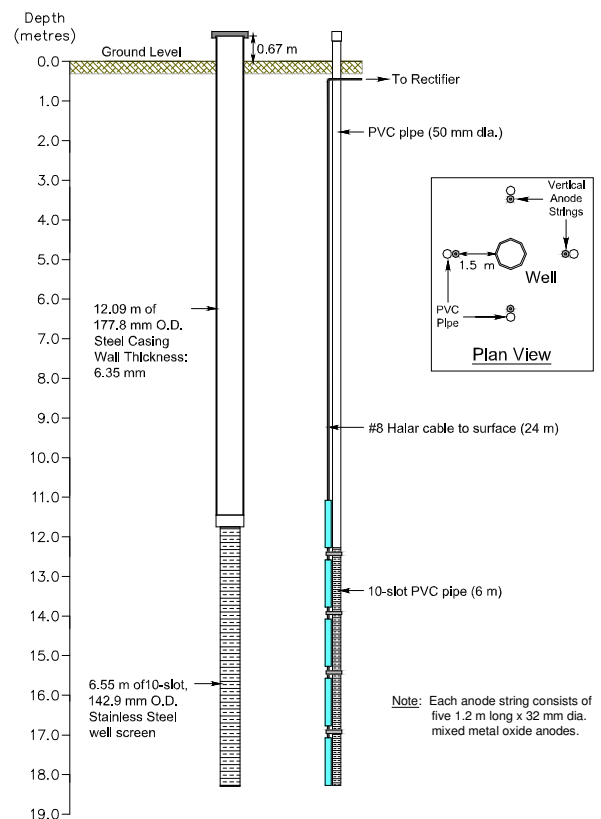 Depth
(metres)
Ground Level
0.67 m
0.0
1.0
2.0
3.0
4.0
5.0
6.0
7.0
8.0
9.0
10.0
11.0
12.0
13.0
14.0
15.0
16.0
17.0
18.0
19.0
To Rectifier
PVC pipe (50 mm dia.)
Vertical
Anode
Strings
1.5 m
Well
PVC
Pipe
Plan View
12.09 m of
177.8 mm O.D.
Steel Casing
Wall Thickness:
6.35 mm
#8 Halar cable to surface (24 m)
10-slot PVC pipe (6 m)
6.55 m of 10-slot,
142.9 mm O.D.
Stainless Steel
well screen
Note: Each anode string consists of
five 1.2 m long x 32 mm dia.
mixed metal oxide anodes.